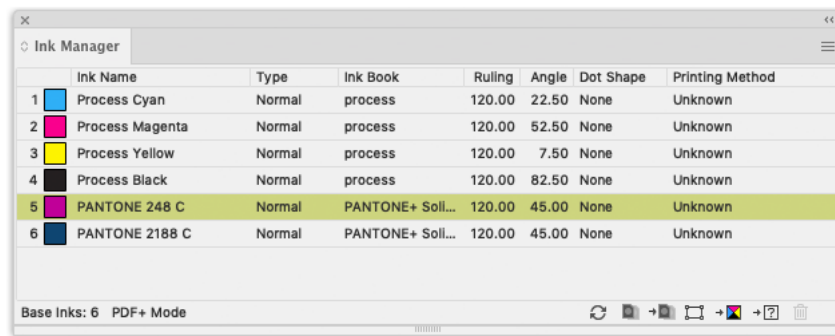 Ink Manager
Ink Name Type Ink Book Ruling Angle Dot Shape Printing Method
1 Process Cyan Normal process 120.00 22.50 None Unknown
2 Process Magenta Normal process 120.00 52.50 None Unknown
3 Process Yellow Normal process 120.00 7.50 None Unknown
4 Process Black Normal process 120.00 82.50 None Unknown
5 PANTONE 248 C Normal PANTONE+ Soli... 120.00 45.00 None Unknown
6 PANTONE 2188 C Normal PANTONE+ Soli... 120.00 45.00 None Unknown
Base Inks: 6 PDF+ Mode